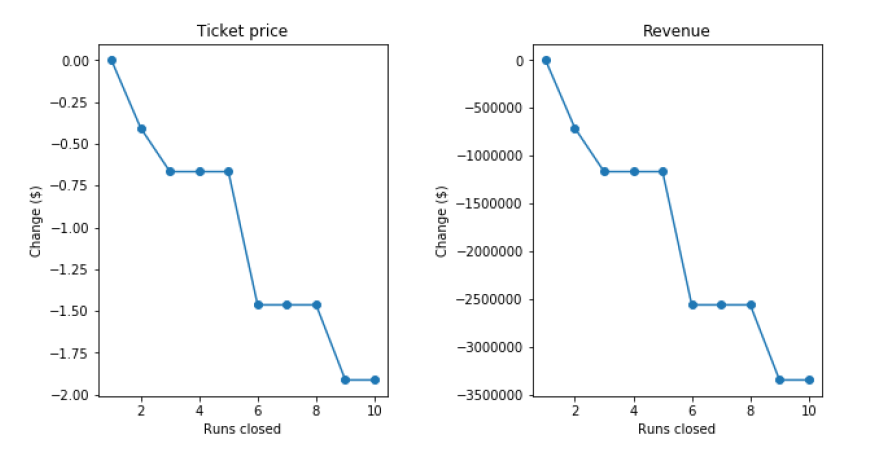 Ticket price
Change ($)
0.00
−0.25
−0.50
−0.75
−1.00
−1.25
−1.50
−1.75
−2.00
2 4 6 8 10
Runs closed
Revenue
Change ($)
0
−500000
−1000000
−1500000
−2000000
−2500000
−3000000
−3500000
2 4 6 8 10
Runs closed